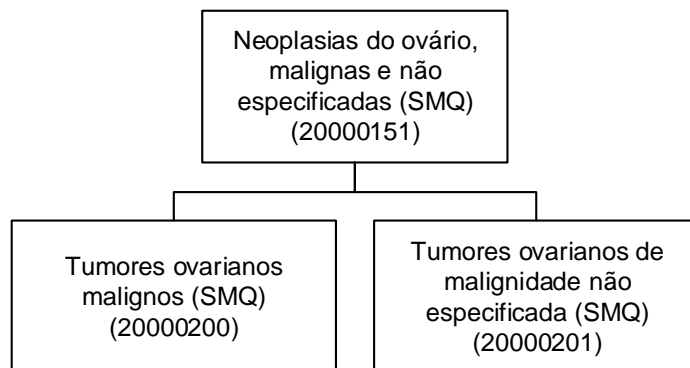 Neoplasias do ovário,
malignas e não
especificadas (SMQ)
(20000151)
Tumores ovarianos
malignos (SMQ)
(20000200)
Tumores ovarianos de
malignidade não
especificada (SMQ)
(20000201)